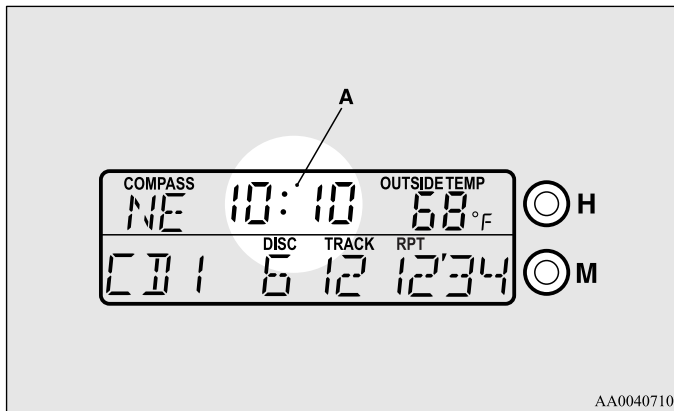 A
COMPASS OUTSIDE TEMP
NE 10:10 68°F H
DISC TRACK RPT
CD1 6 12 12'34 M
AA0040710